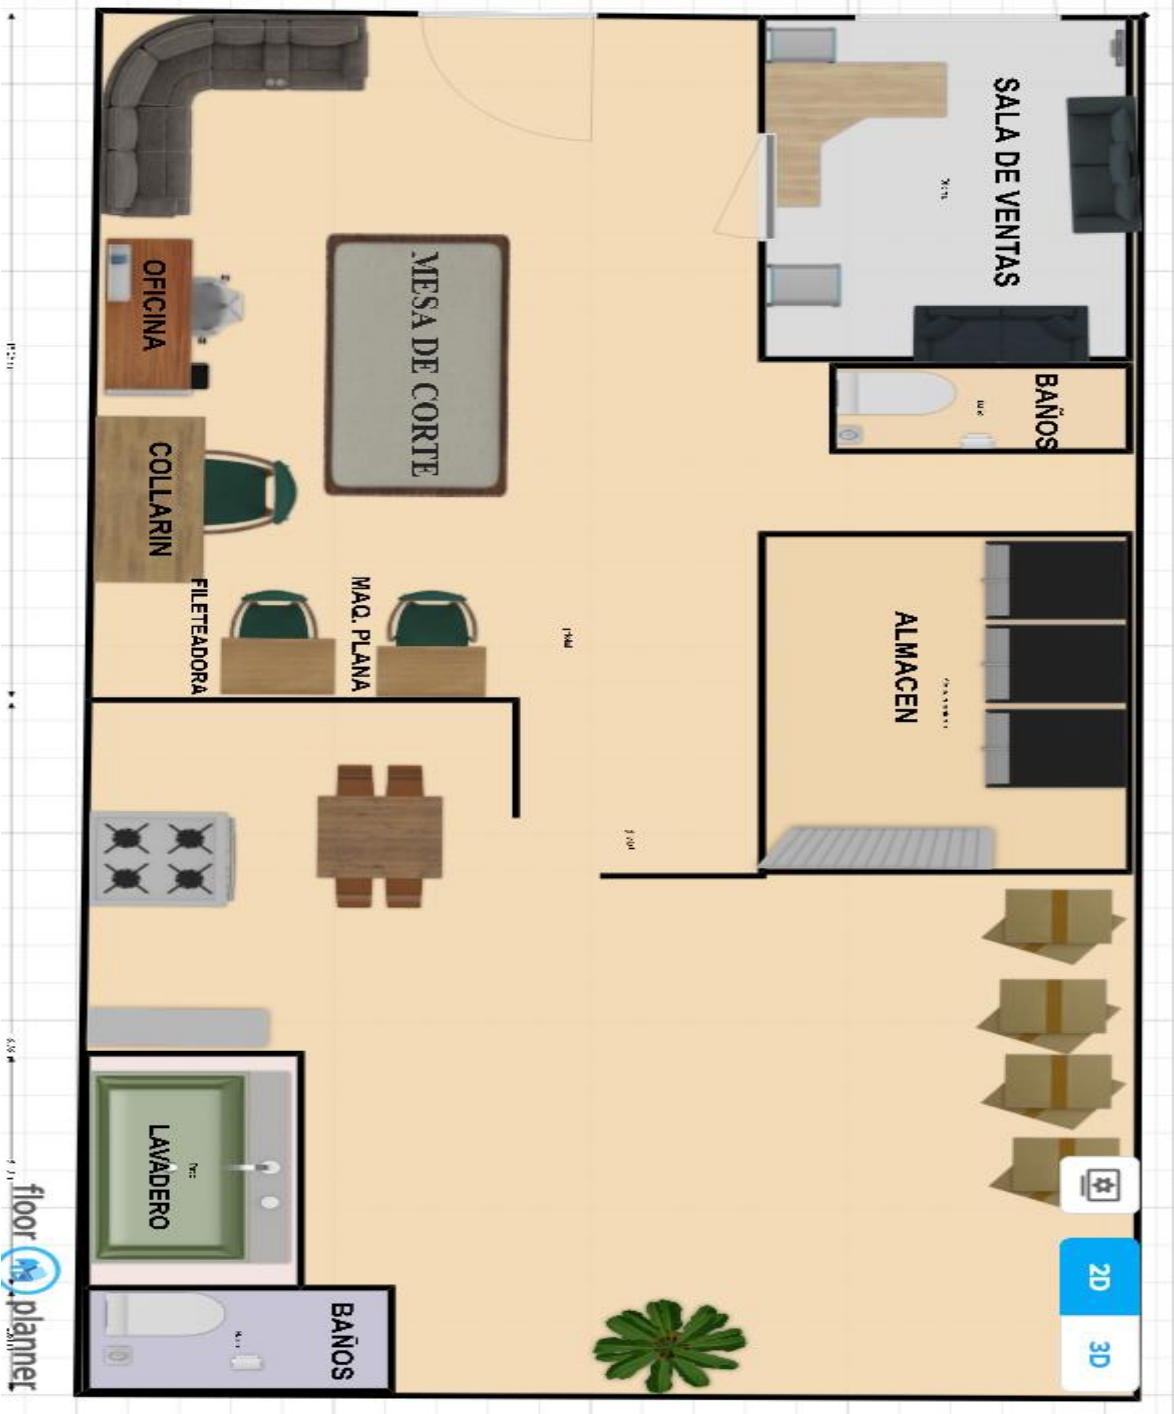 SALA DE VENTAS
OFICINA
MESA DE CORTE
BAÑOS
COLLARIN
FILETEADORA
MAQ. PLANA
ALMACEN
LAVADERO
BAÑOS
2D
3D
floor planner